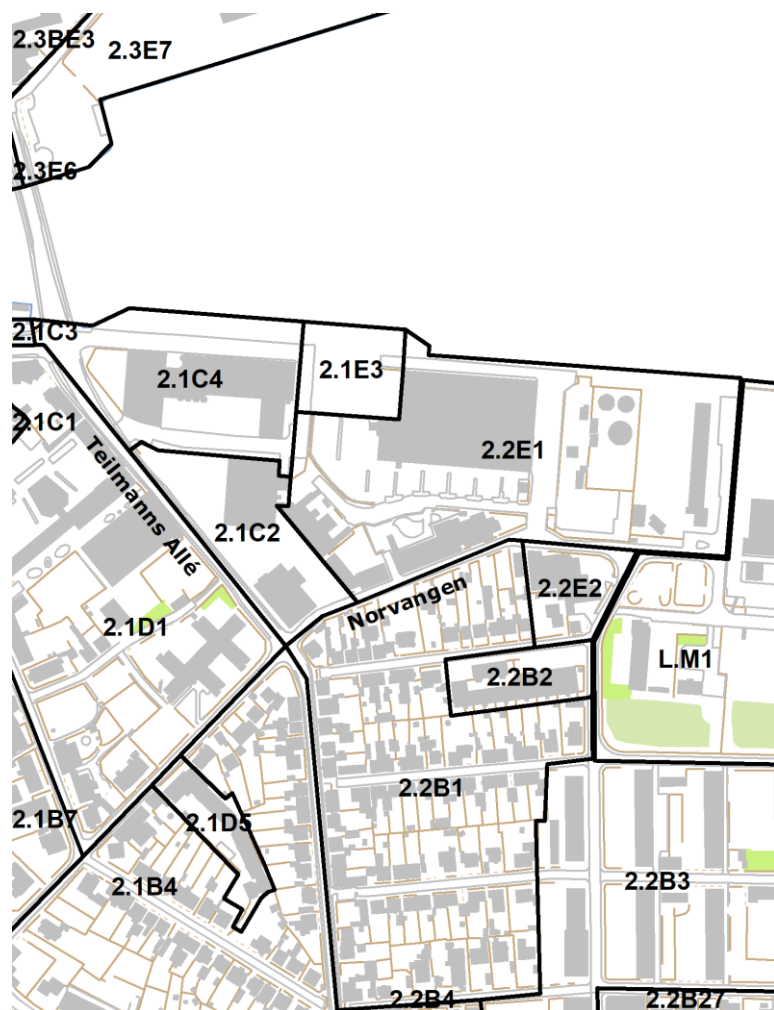 2.3BE3
2.3E7
2.3E6
2.1C3
2.1C4
2.1E3
2.1C1
2.2E1
Teilmanns Allé
2.1C2
2.2E2
Norvangen
2.1D1
L.M1
2.2B2
2.2B1
2.1B7
2.1D5
2.1B4
2.2B3
2.2B4
2.2B27